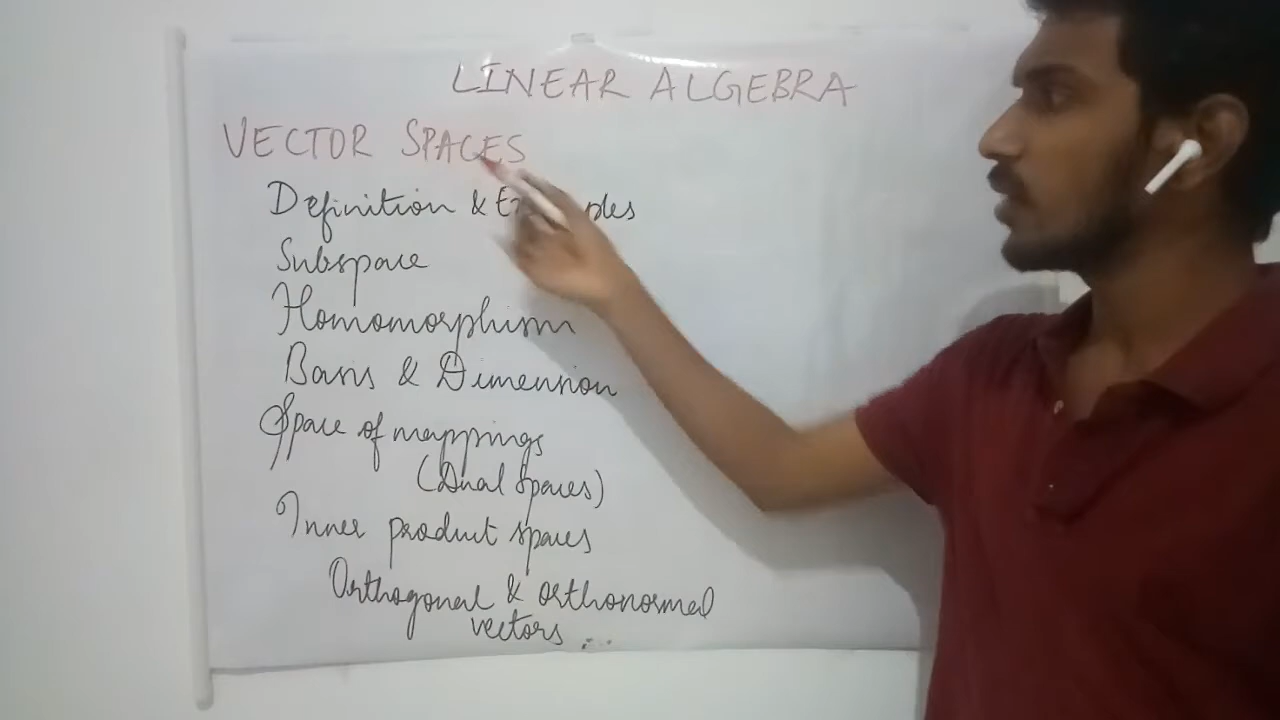 LINEAR ALGEBRA
VECTOR SPACES
Definition &
Subspace
Homomorphism
Basis & Dimension
Space of mappings
(Dual Spaces)
Inner product spaces
Orthogonal & orthonormal
vectors ...